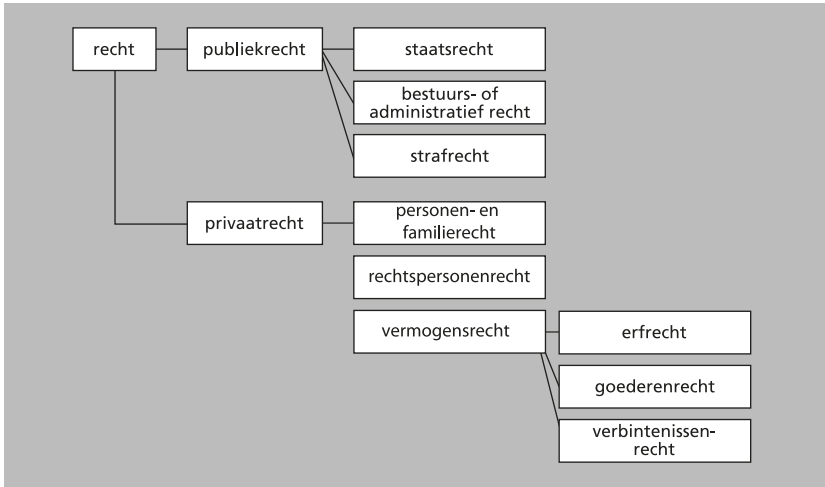 recht
publiekrecht
staatsrecht
bestuurs- of
administratief recht
strafrecht
privaatrecht
personen- en
familierecht
rechtspersonenrecht
vermogensrecht
erfrecht
goederenrecht
verbintenissen-
recht